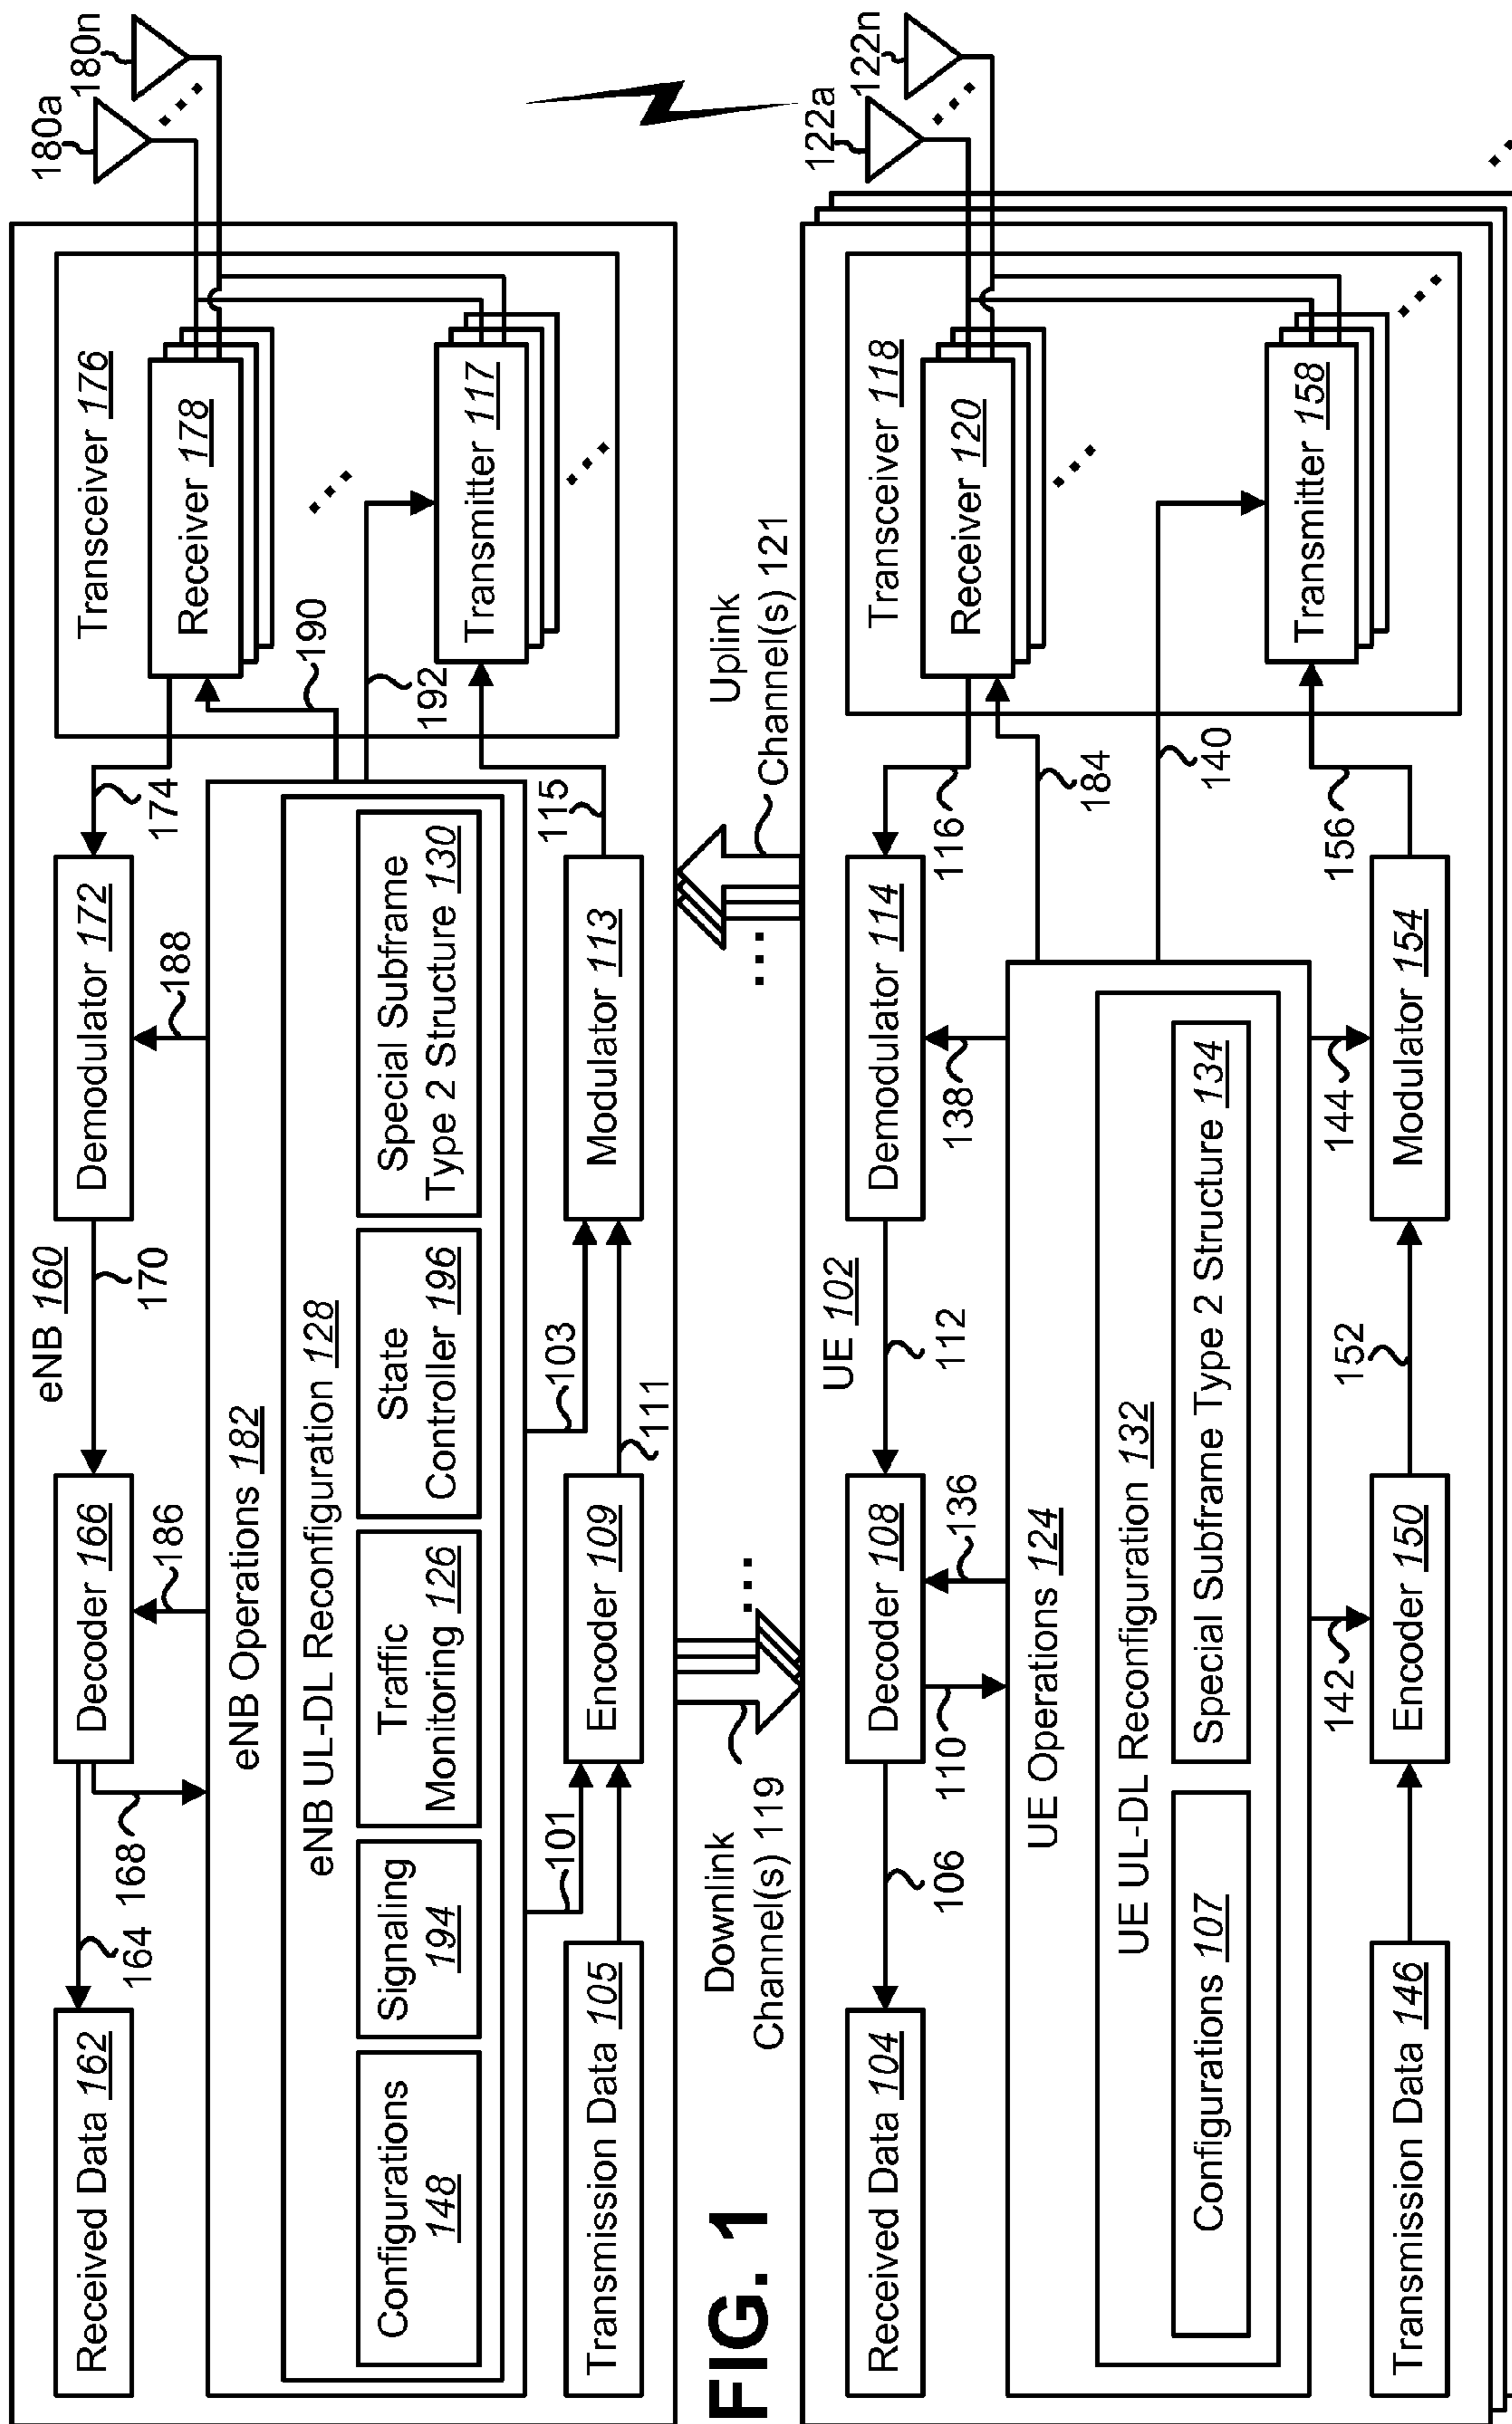 180a
180n
eNB 160
Received Data 162
164
168
Decoder 166
186
170
Demodulator 172
188
174
Transceiver 176
Receiver 178
190
192
Transmitter 117
eNB Operations 182
eNB UL-DL Reconfiguration 128
Configurations
148
Signaling
194
Traffic
Monitoring 126
State
Controller 196
Special Subframe
Type 2 Structure 130
101
103
Transmission Data 105
Encoder 109
111
Modulator 113
115
FIG. 1
Downlink
Channel(s) 119
Uplink
Channel(s) 121
122a
122n
UE 102
Received Data 104
106
Decoder 108
110
136
112
Demodulator 114
138
116
184
Transceiver 118
Receiver 120
140
Transmitter 158
UE Operations 124
UE UL-DL Reconfiguration 132
Configurations 107
Special Subframe Type 2 Structure 134
142
144
Transmission Data 146
Encoder 150
152
Modulator 154
156